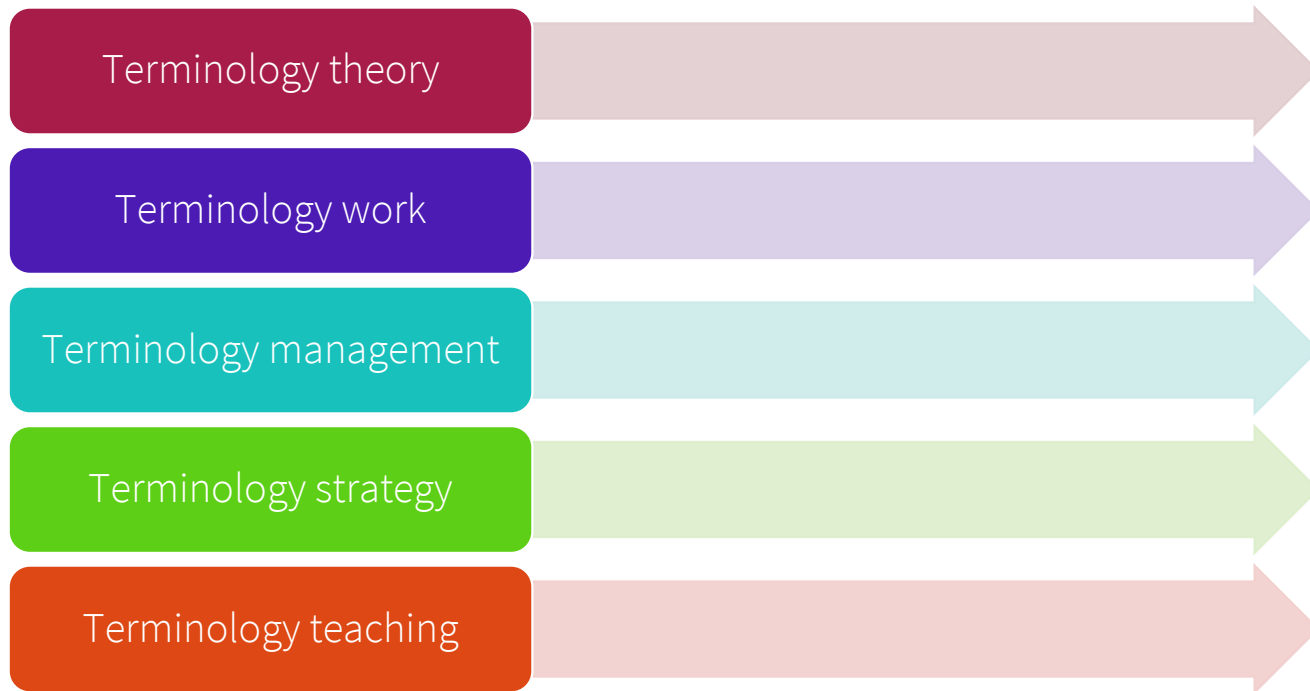 Terminology theory
Terminology work
Terminology management
Terminology strategy
Terminology teaching